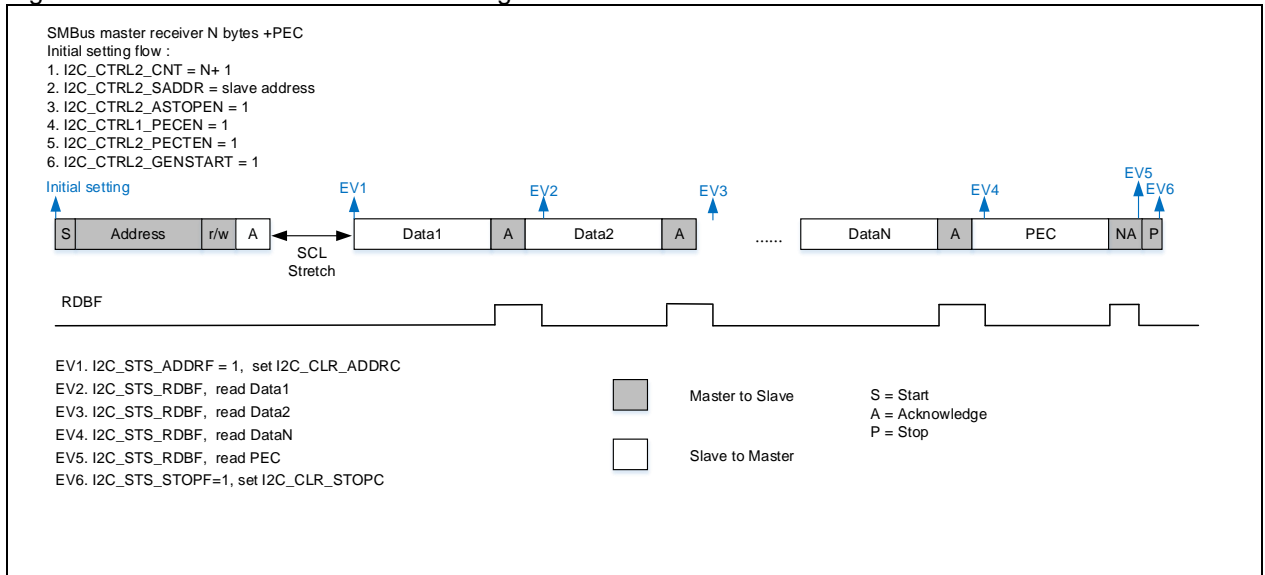 SMBus master receiver N bytes +PEC
Initial setting flow :
1. I2C_CTRL2_CNT = N+ 1
2. I2C_CTRL2_SADDR = slave address
3. I2C_CTRL2_ASTOPEN = 1
4. I2C_CTRL1_PECEN = 1
5. I2C_CTRL2_PECTEN = 1
6. I2C_CTRL2_GENSTART = 1
Initial setting EV1 EV2 EV3 EV4 EV5 EV6
S Address r/w A Data1 A Data2 A ...... DataN A PEC NA P
SCL
Stretch
RDBF
EV1. I2C_STS_ADDRF = 1, set I2C_CLR_ADDRC
EV2. I2C_STS_RDBF, read Data1
EV3. I2C_STS_RDBF, read Data2
EV4. I2C_STS_RDBF, read DataN
EV5. I2C_STS_RDBF, read PEC
EV6. I2C_STS_STOPF=1, set I2C_CLR_STOPC
Master to Slave
Slave to Master
S = Start
A = Acknowledge
P = Stop